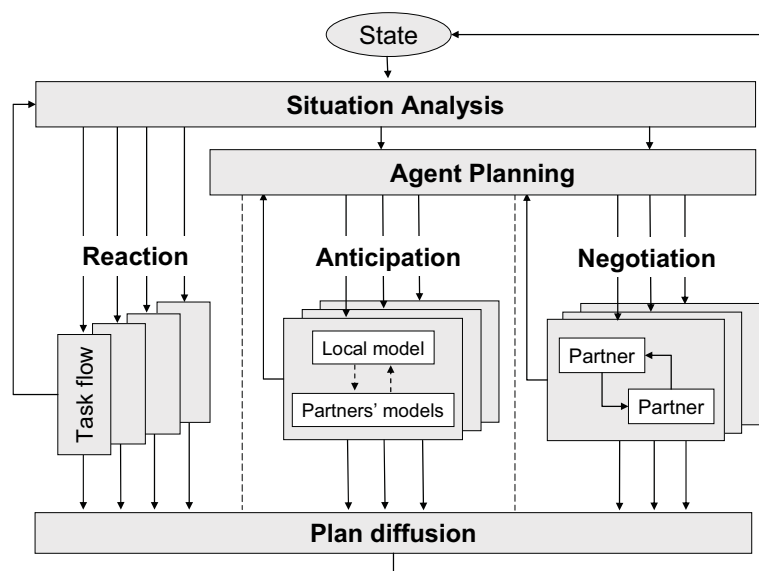 State
Situation Analysis
Agent Planning
Reaction
Anticipation
Negotiation
Task flow
Local model
Partners’ models
Partner
Partner
Plan diffusion